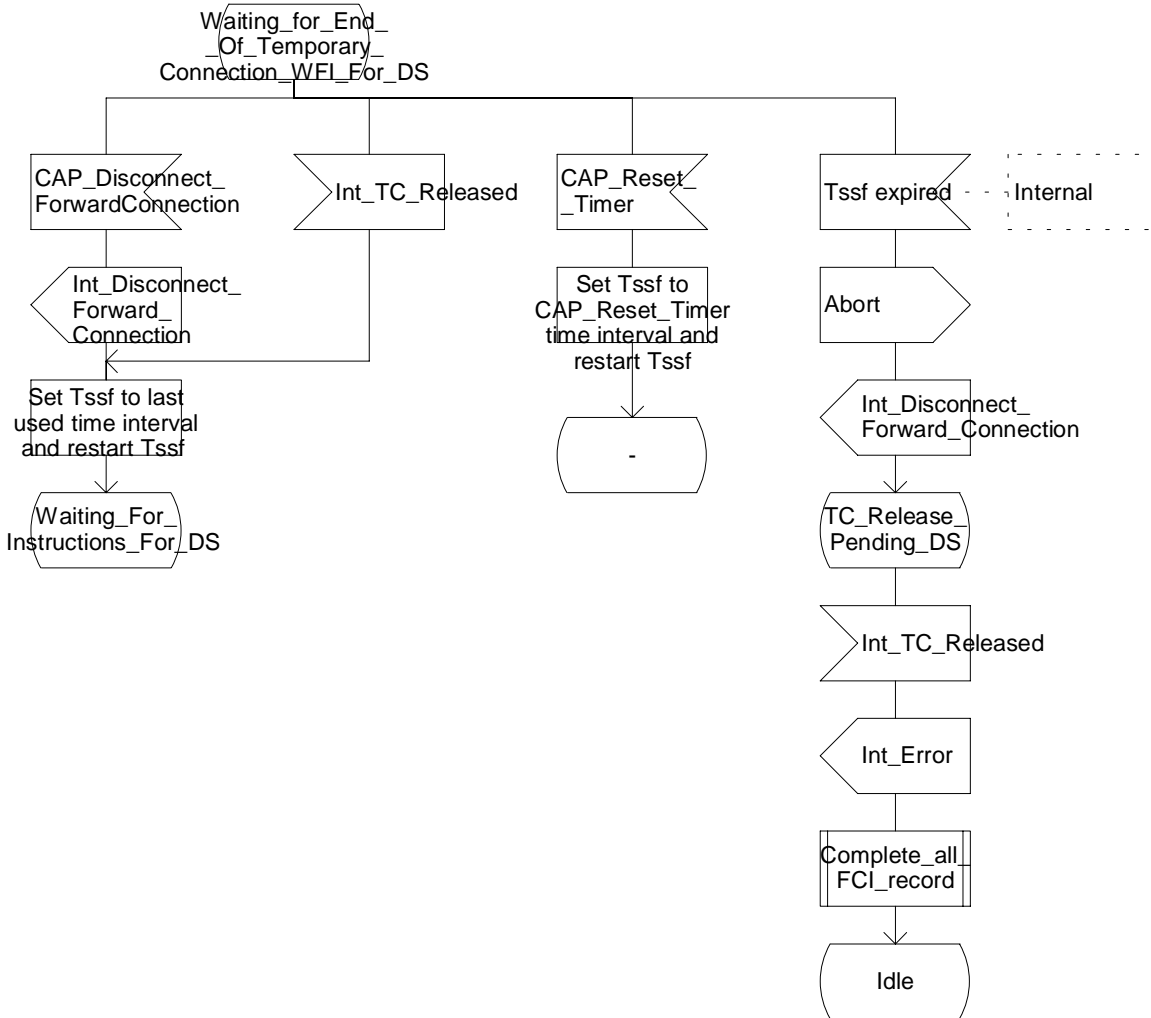 Waiting_for_End_
_Of_Temporary_
Connection_WFI_For_DS
CAP_Disconnect_
ForwardConnection
Int_TC_Released
CAP_Reset_
_Timer
Tssf expired
Internal
Int_Disconnect_
Forward_
Connection
Set Tssf to
CAP_Reset_Timer
time interval and
restart Tssf
Abort
Set Tssf to last
used time interval
and restart Tssf
-
Int_Disconnect_
Forward_Connection
Waiting_For_
Instructions_For_DS
TC_Release_
Pending_DS
Int_TC_Released
Int_Error
Complete_all_
FCI_record
Idle